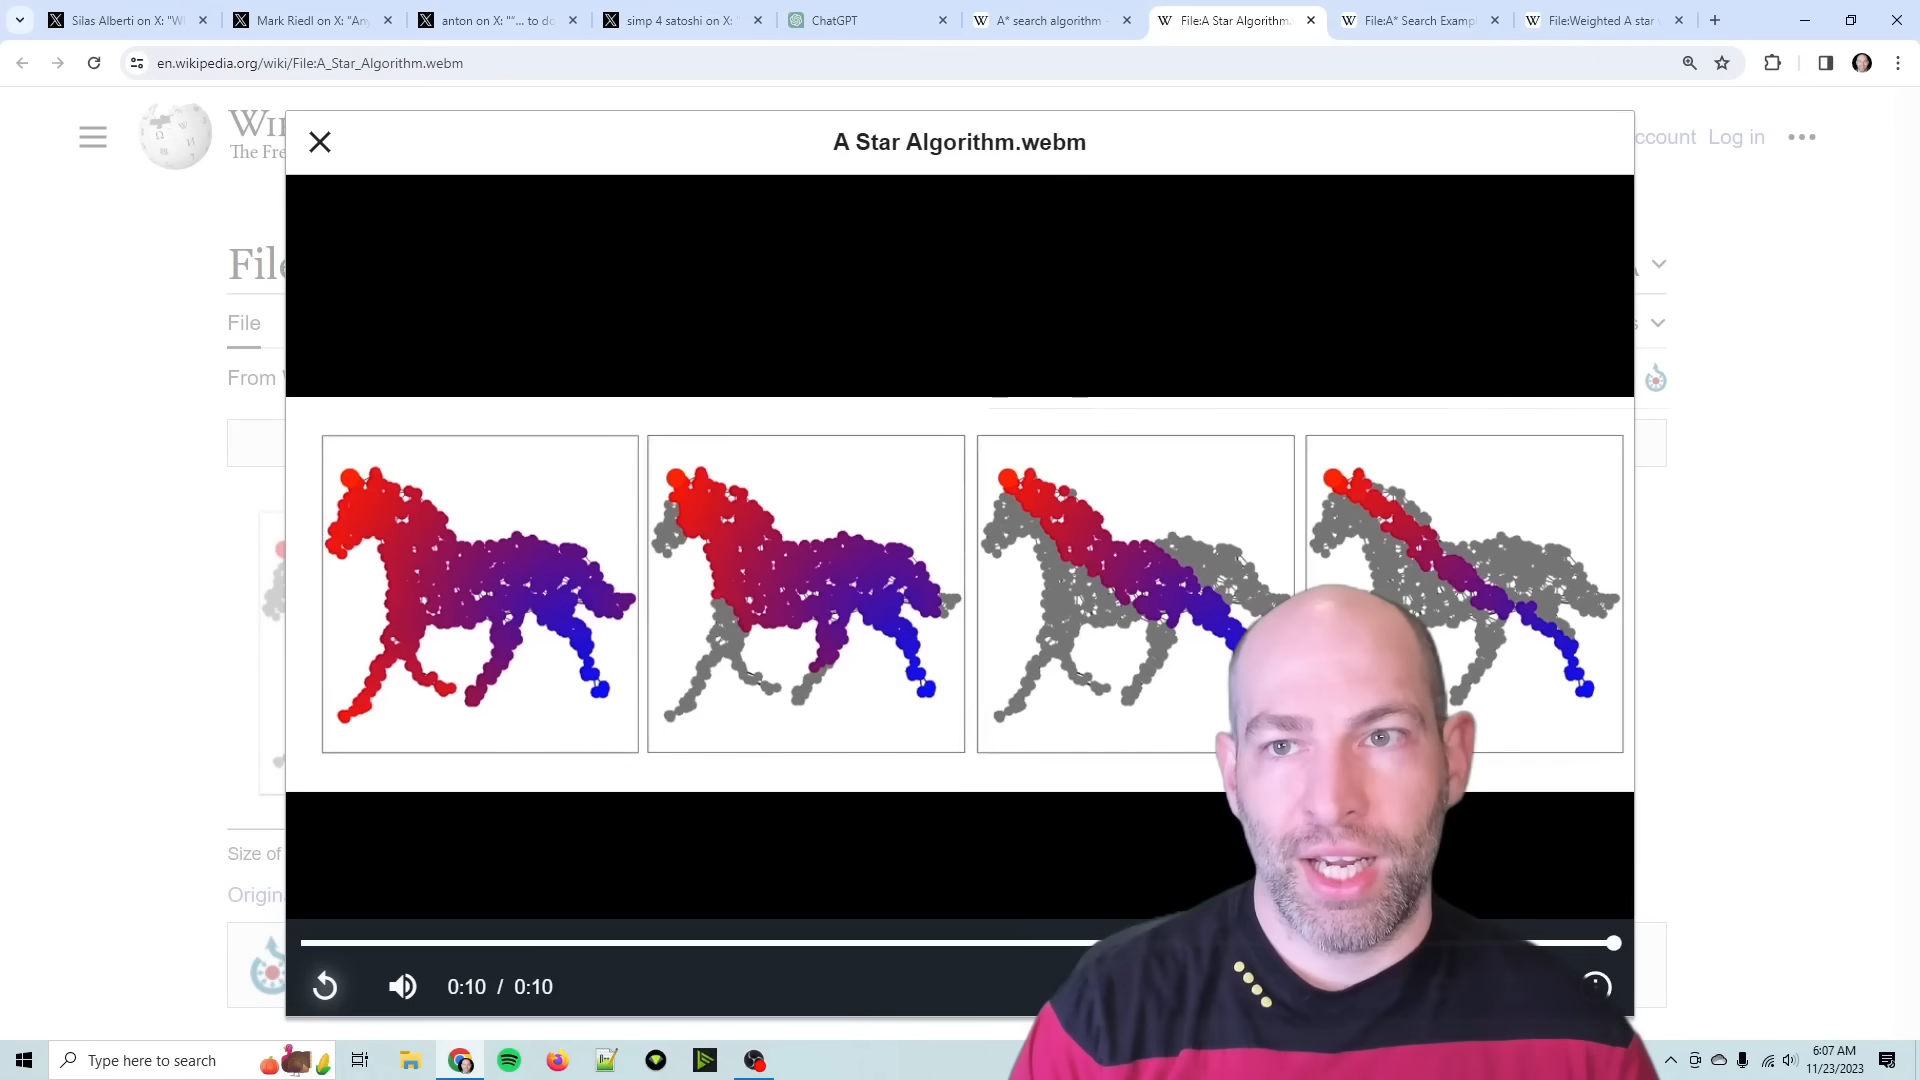 Silas Alberti on X: "W
Mark Riedl on X: "Any
anton on X: "“... to do
simp 4 satoshi on X: "
ChatGPT
A* search algorithm -
File:A Star Algorithm.
File:A* Search Examp
File:Weighted A star
en.wikipedia.org/wiki/File:A_Star_Algorithm.webm
The Fre
ccount Log in
A Star Algorithm.webm
File
File
From
Size of
Origin
0:10 / 0:10
Type here to search
6:07 AM
11/23/2023